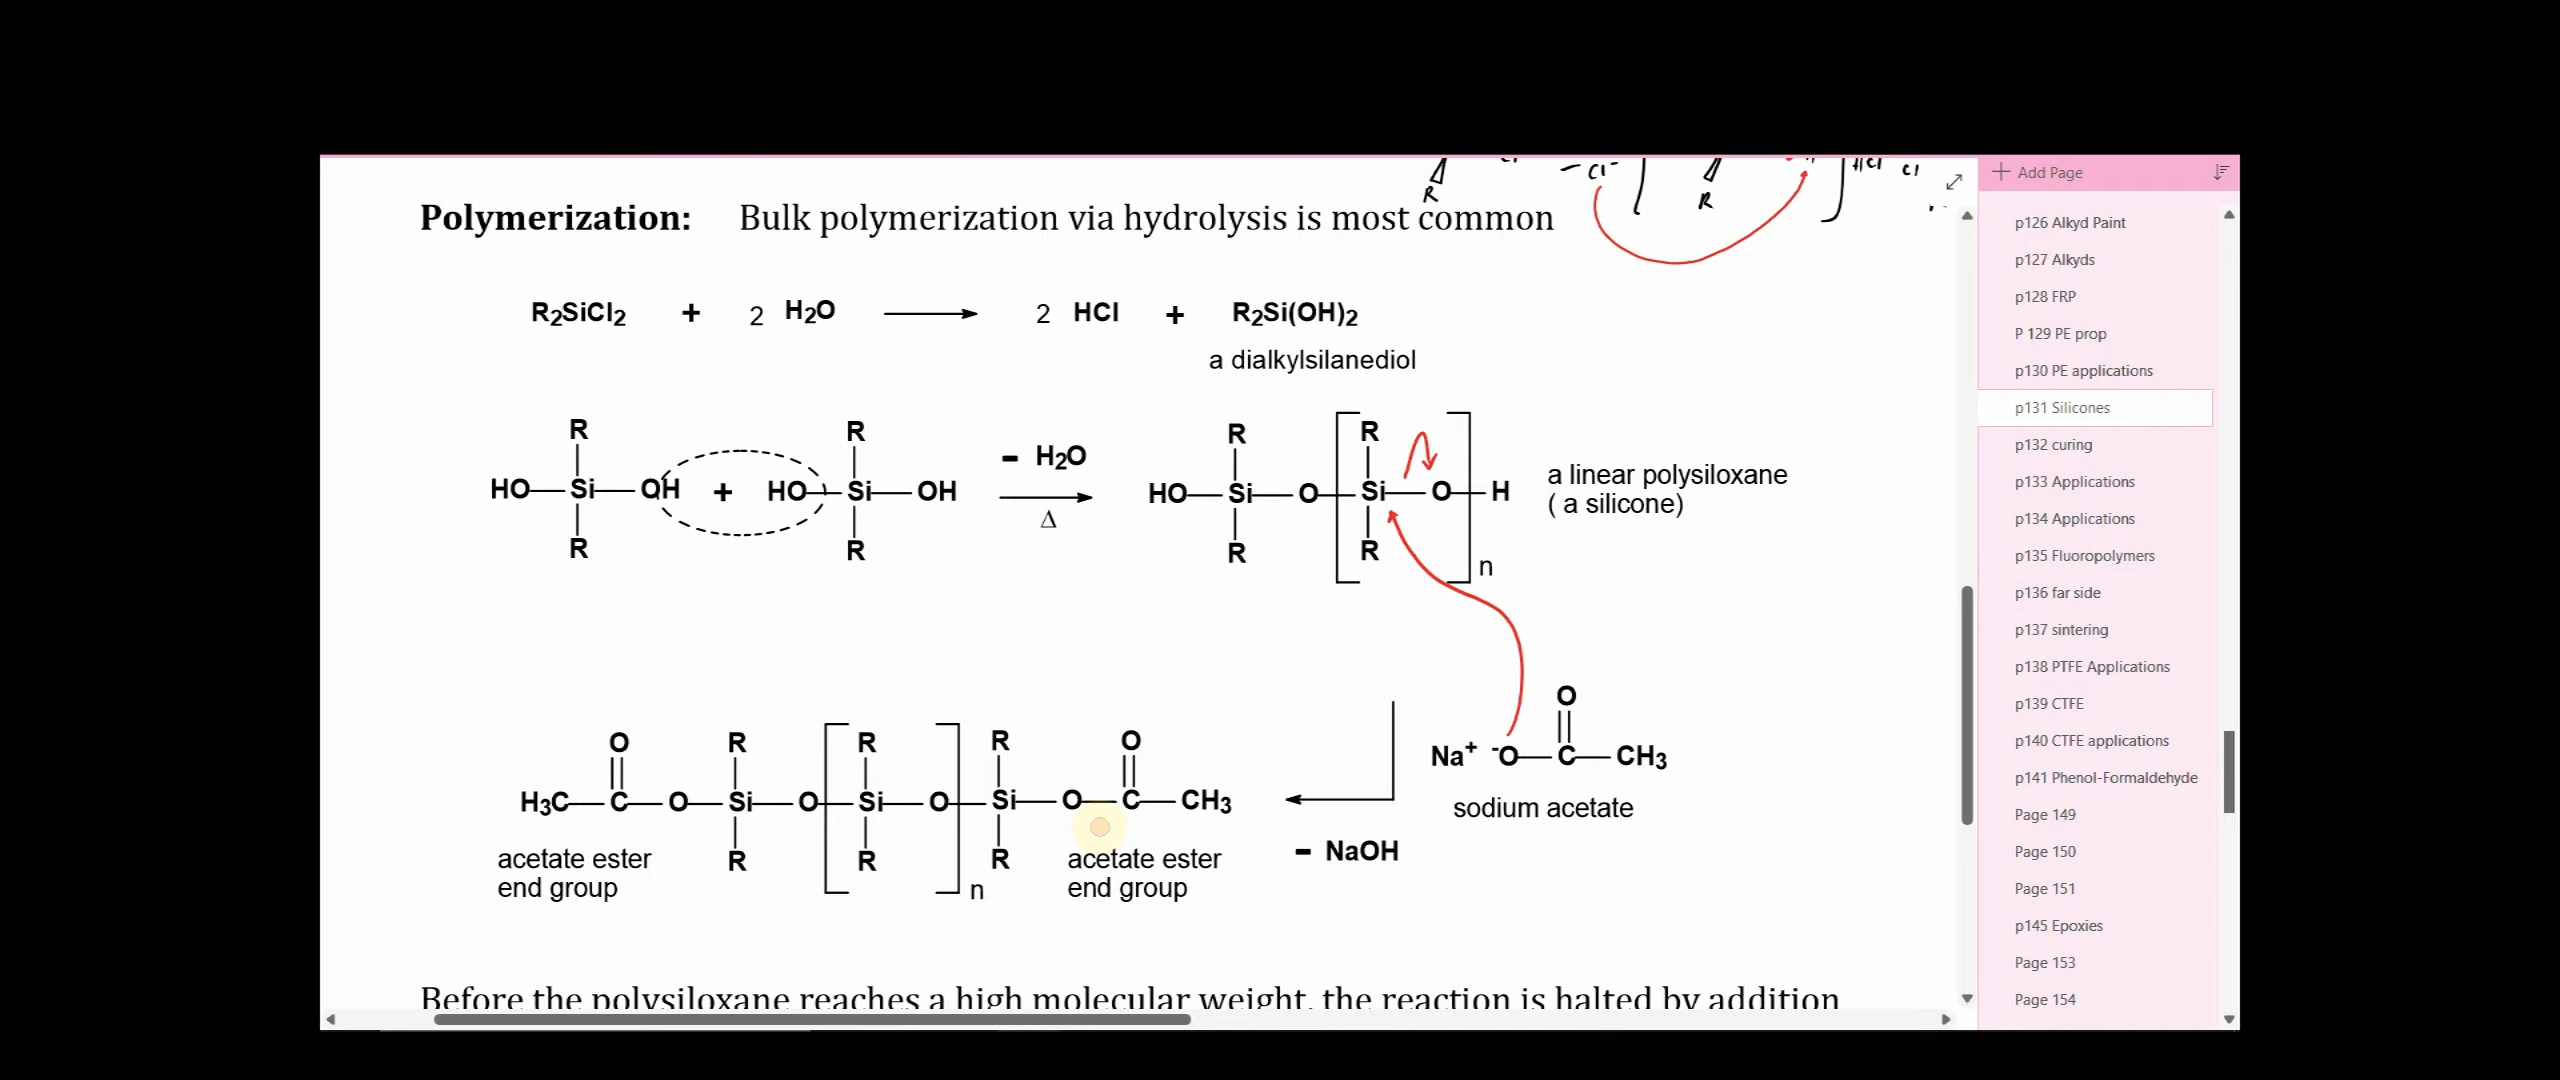 Cl⁻
R
R
HCl
Cl
Polymerization: Bulk polymerization via hydrolysis is most common
R₂SiCl₂ + 2 H₂O ⟶ 2 HCl + R₂Si(OH)₂
a dialkylsilanediol
R R R R
HO—Si—OH + HO—Si—OH - H₂O Δ HO—Si—O—[Si—O]—H
R R R R n
a linear polysiloxane
( a silicone)
O
Na⁺ ⁻O—C—CH₃
sodium acetate
- NaOH
O R R R O
H₃C—C—O—Si—O—[Si—O]—Si—O—C—CH₃
R R R n
acetate ester
end group
acetate ester
end group
Before the polysiloxane reaches a high molecular weight, the reaction is halted by addition
Add Page
p126 Alkyd Paint
p127 Alkyds
p128 FRP
P 129 PE prop
p130 PE applications
p131 Silicones
p132 curing
p133 Applications
p134 Applications
p135 Fluoropolymers
p136 far side
p137 sintering
p138 PTFE Applications
p139 CTFE
p140 CTFE applications
p141 Phenol-Formaldehyde
Page 149
Page 150
Page 151
p145 Epoxies
Page 153
Page 154